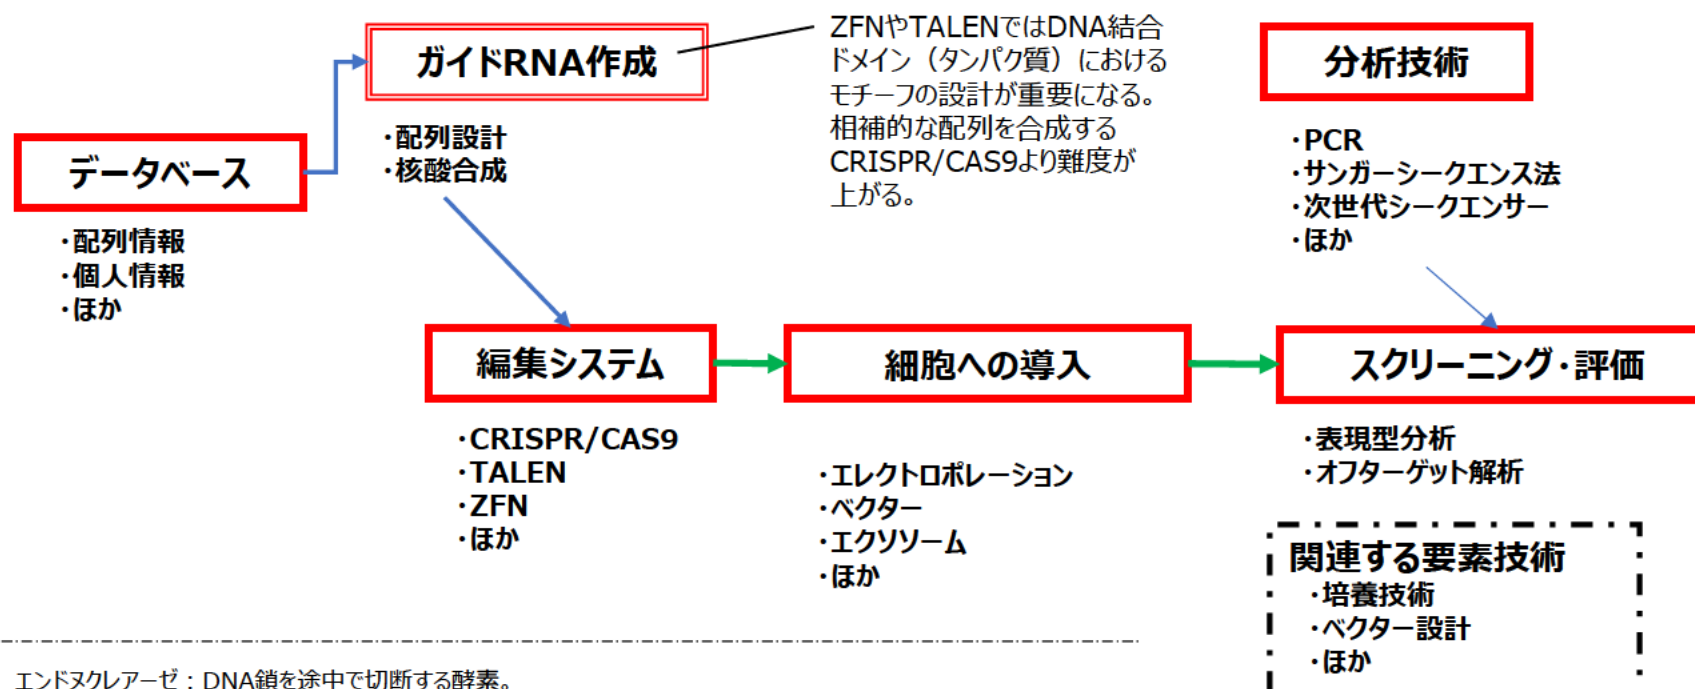 ガイドRNA作成
・配列設計
・核酸合成
ZFNやTALENではDNA結合
ドメイン（タンパク質）における
モチーフの設計が重要になる。
相補的な配列を合成する
CRISPR/CAS9より難度が
上がる。
分析技術
・PCR
・サンガーシークエンス法
・次世代シークエンサー
・ほか
データベース
・配列情報
・個人情報
・ほか
編集システム
・CRISPR/CAS9
・TALEN
・ZFN
・ほか
細胞への導入
・エレクトロポレーション
・ベクター
・エクソソーム
・ほか
スクリーニング・評価
・表現型分析
・オフターゲット解析
関連する要素技術
・培養技術
・ベクター設計
・ほか
エンドヌクレアーゼ：DNA鎖を途中で切断する酵素。